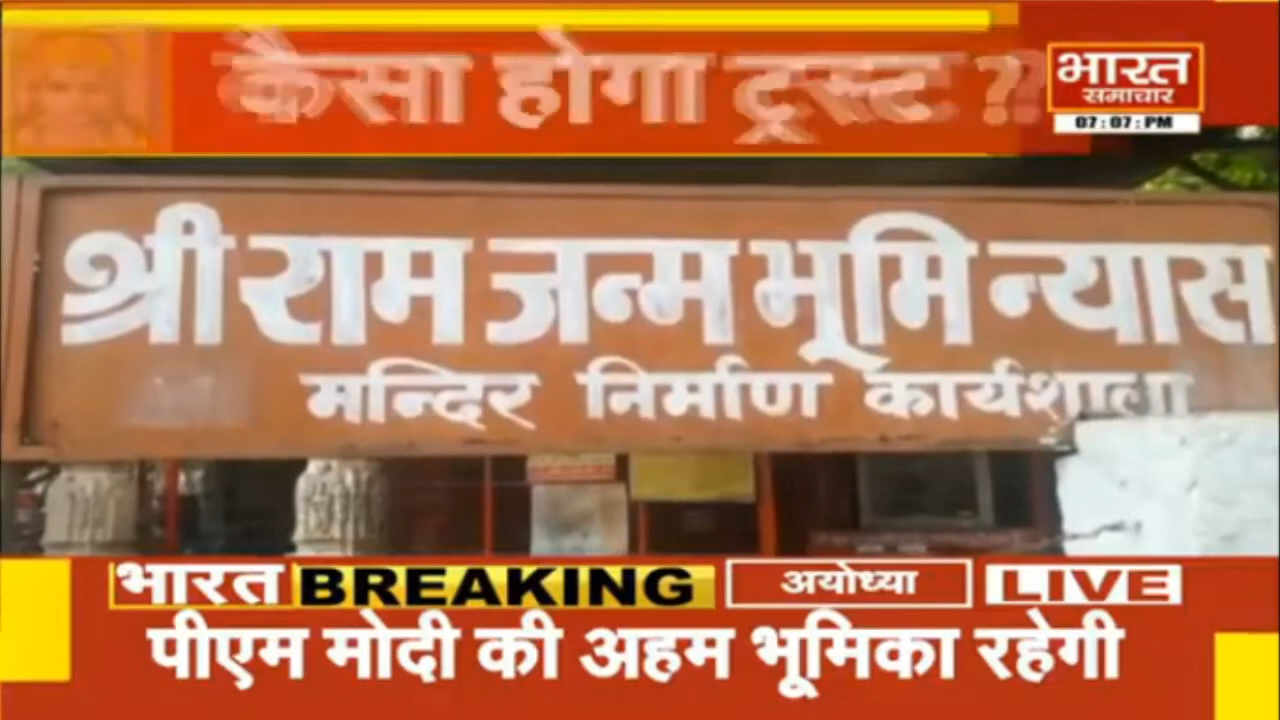 कैसा होगा ट्रस्ट ?
भारत
समाचार
07:07:PM
श्री राम जन्म भूमि न्यास
मन्दिर निर्माण कार्यशाला
भारत BREAKING अयोध्या LIVE
पीएम मोदी की अहम भूमिका रहेगी